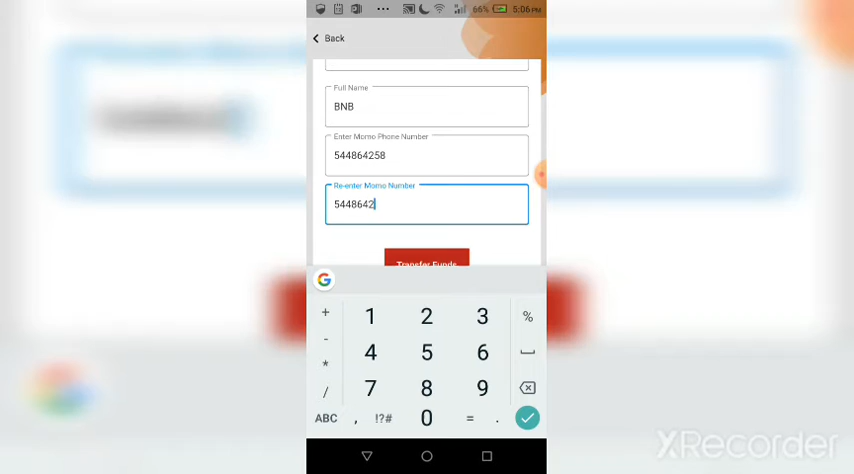 66% 5:06 PM
Back
Full Name
BNB
Enter Momo Phone Number
544864258
Re-enter Momo Number
5448642
Transfer Funds
G
+ 1 2 3 %
- 4 5 6
* 7 8 9
/
ABC , !?# 0 = .
XRecorder